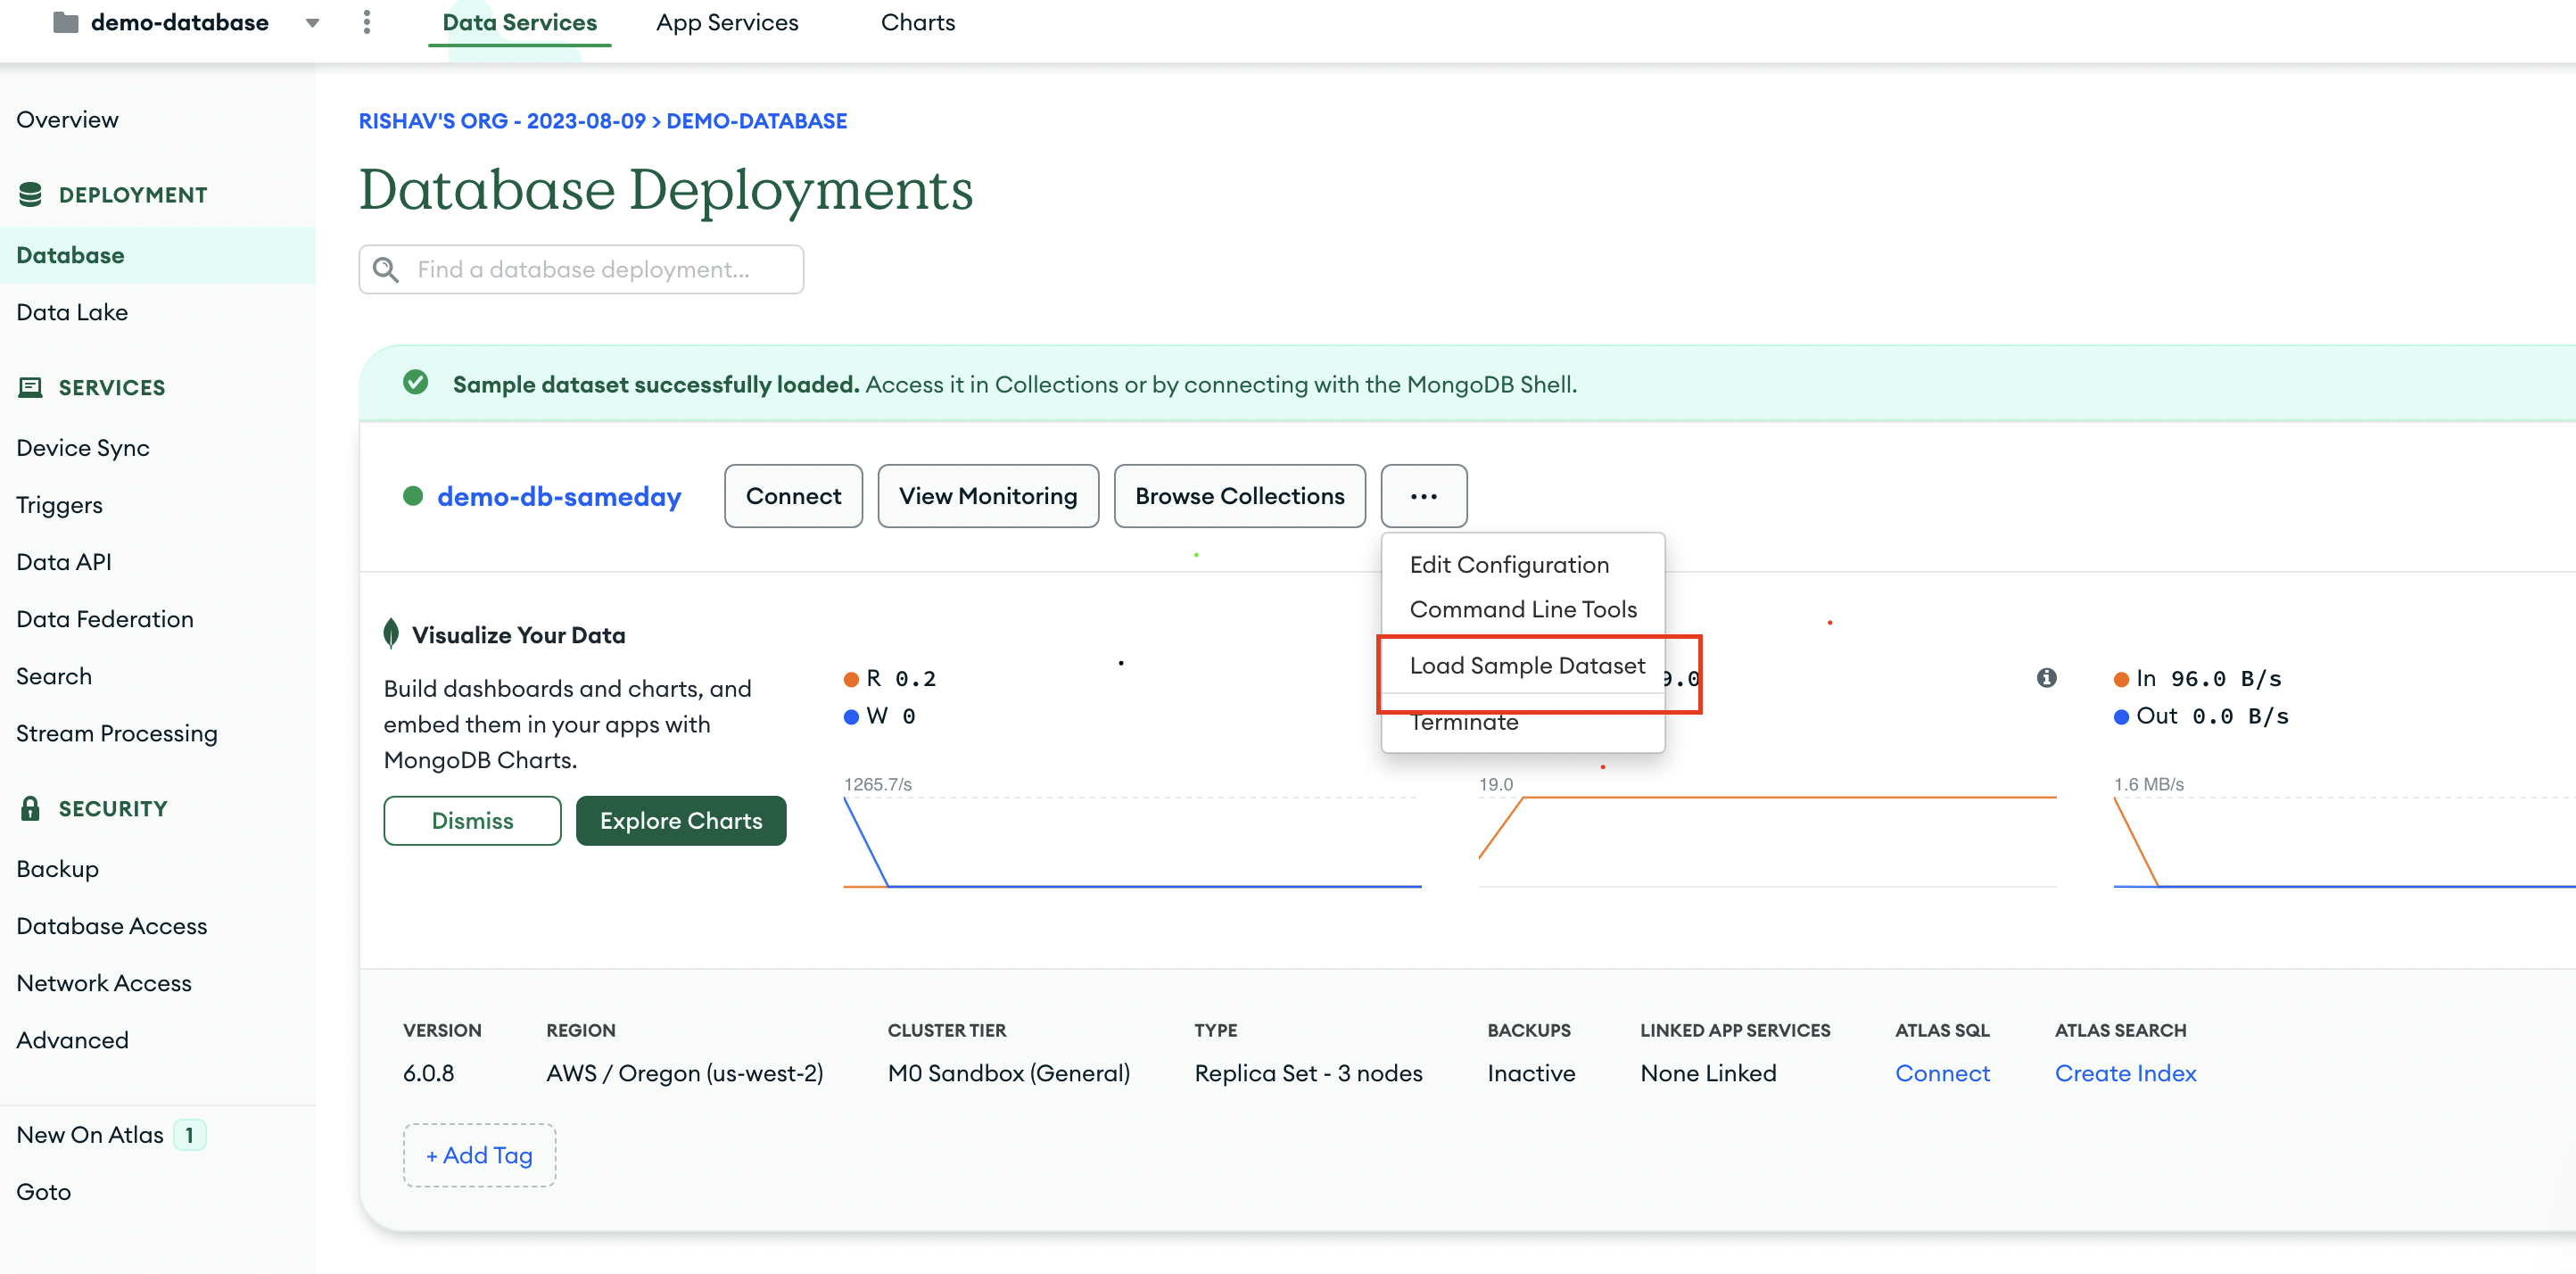 demo-database
Data Services
App Services
Charts
Overview
DEPLOYMENT
Database
Data Lake
SERVICES
Device Sync
Triggers
Data API
Data Federation
Search
Stream Processing
SECURITY
Backup
Database Access
Network Access
Advanced
New On Atlas 1
Goto
RISHAV'S ORG - 2023-08-09 > DEMO-DATABASE
Database Deployments
Find a database deployment...
Sample dataset successfully loaded. Access it in Collections or by connecting with the MongoDB Shell.
demo-db-sameday
Connect
View Monitoring
Browse Collections
...
Edit Configuration
Command Line Tools
Load Sample Dataset
Terminate
Visualize Your Data
Build dashboards and charts, and
embed them in your apps with
MongoDB Charts.
Dismiss
Explore Charts
R 0.2
W 0
1265.7/s
9.0
19.0
In 96.0 B/s
Out 0.0 B/s
1.6 MB/s
VERSION
6.0.8
REGION
AWS / Oregon (us-west-2)
CLUSTER TIER
M0 Sandbox (General)
TYPE
Replica Set - 3 nodes
BACKUPS
Inactive
LINKED APP SERVICES
None Linked
ATLAS SQL
Connect
ATLAS SEARCH
Create Index
+ Add Tag